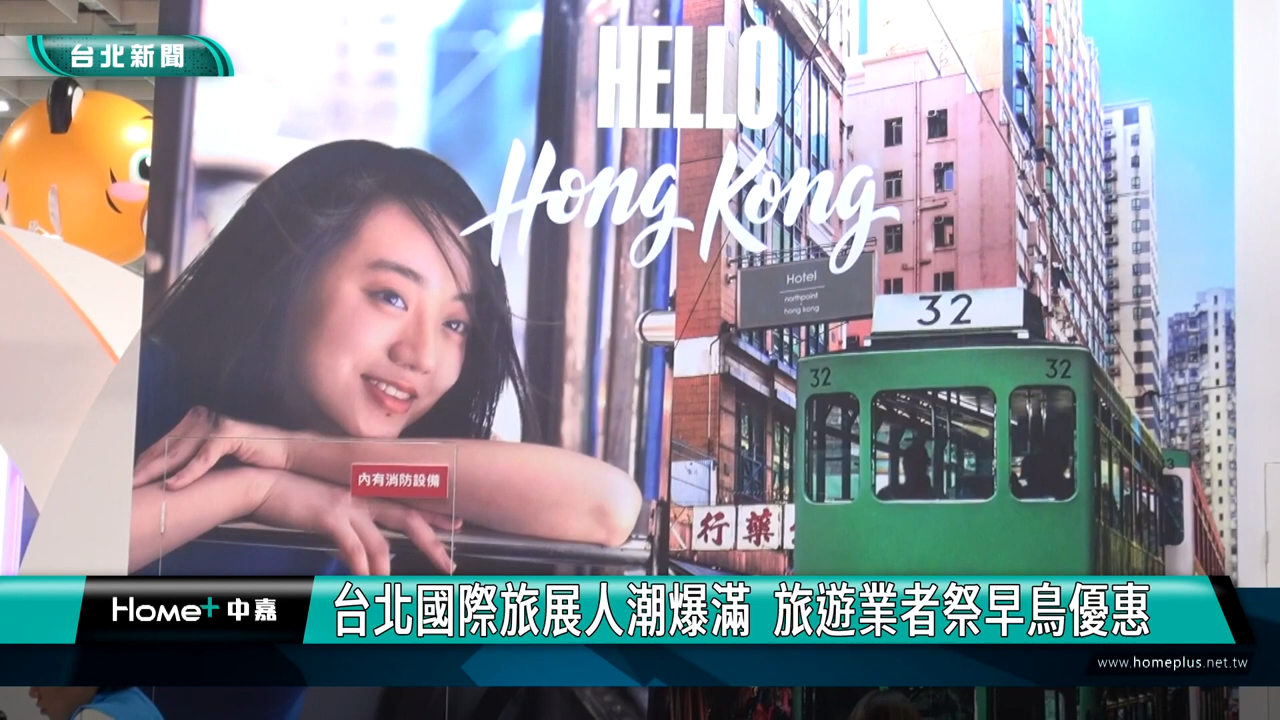 台北新聞
HELLO
Hong Kong
Hotel
northpoint
hong kong
32
32
32
內有消防設備
行藥
Home+中嘉
台北國際旅展人潮爆滿 旅遊業者祭早鳥優惠
www.homeplus.net.tw